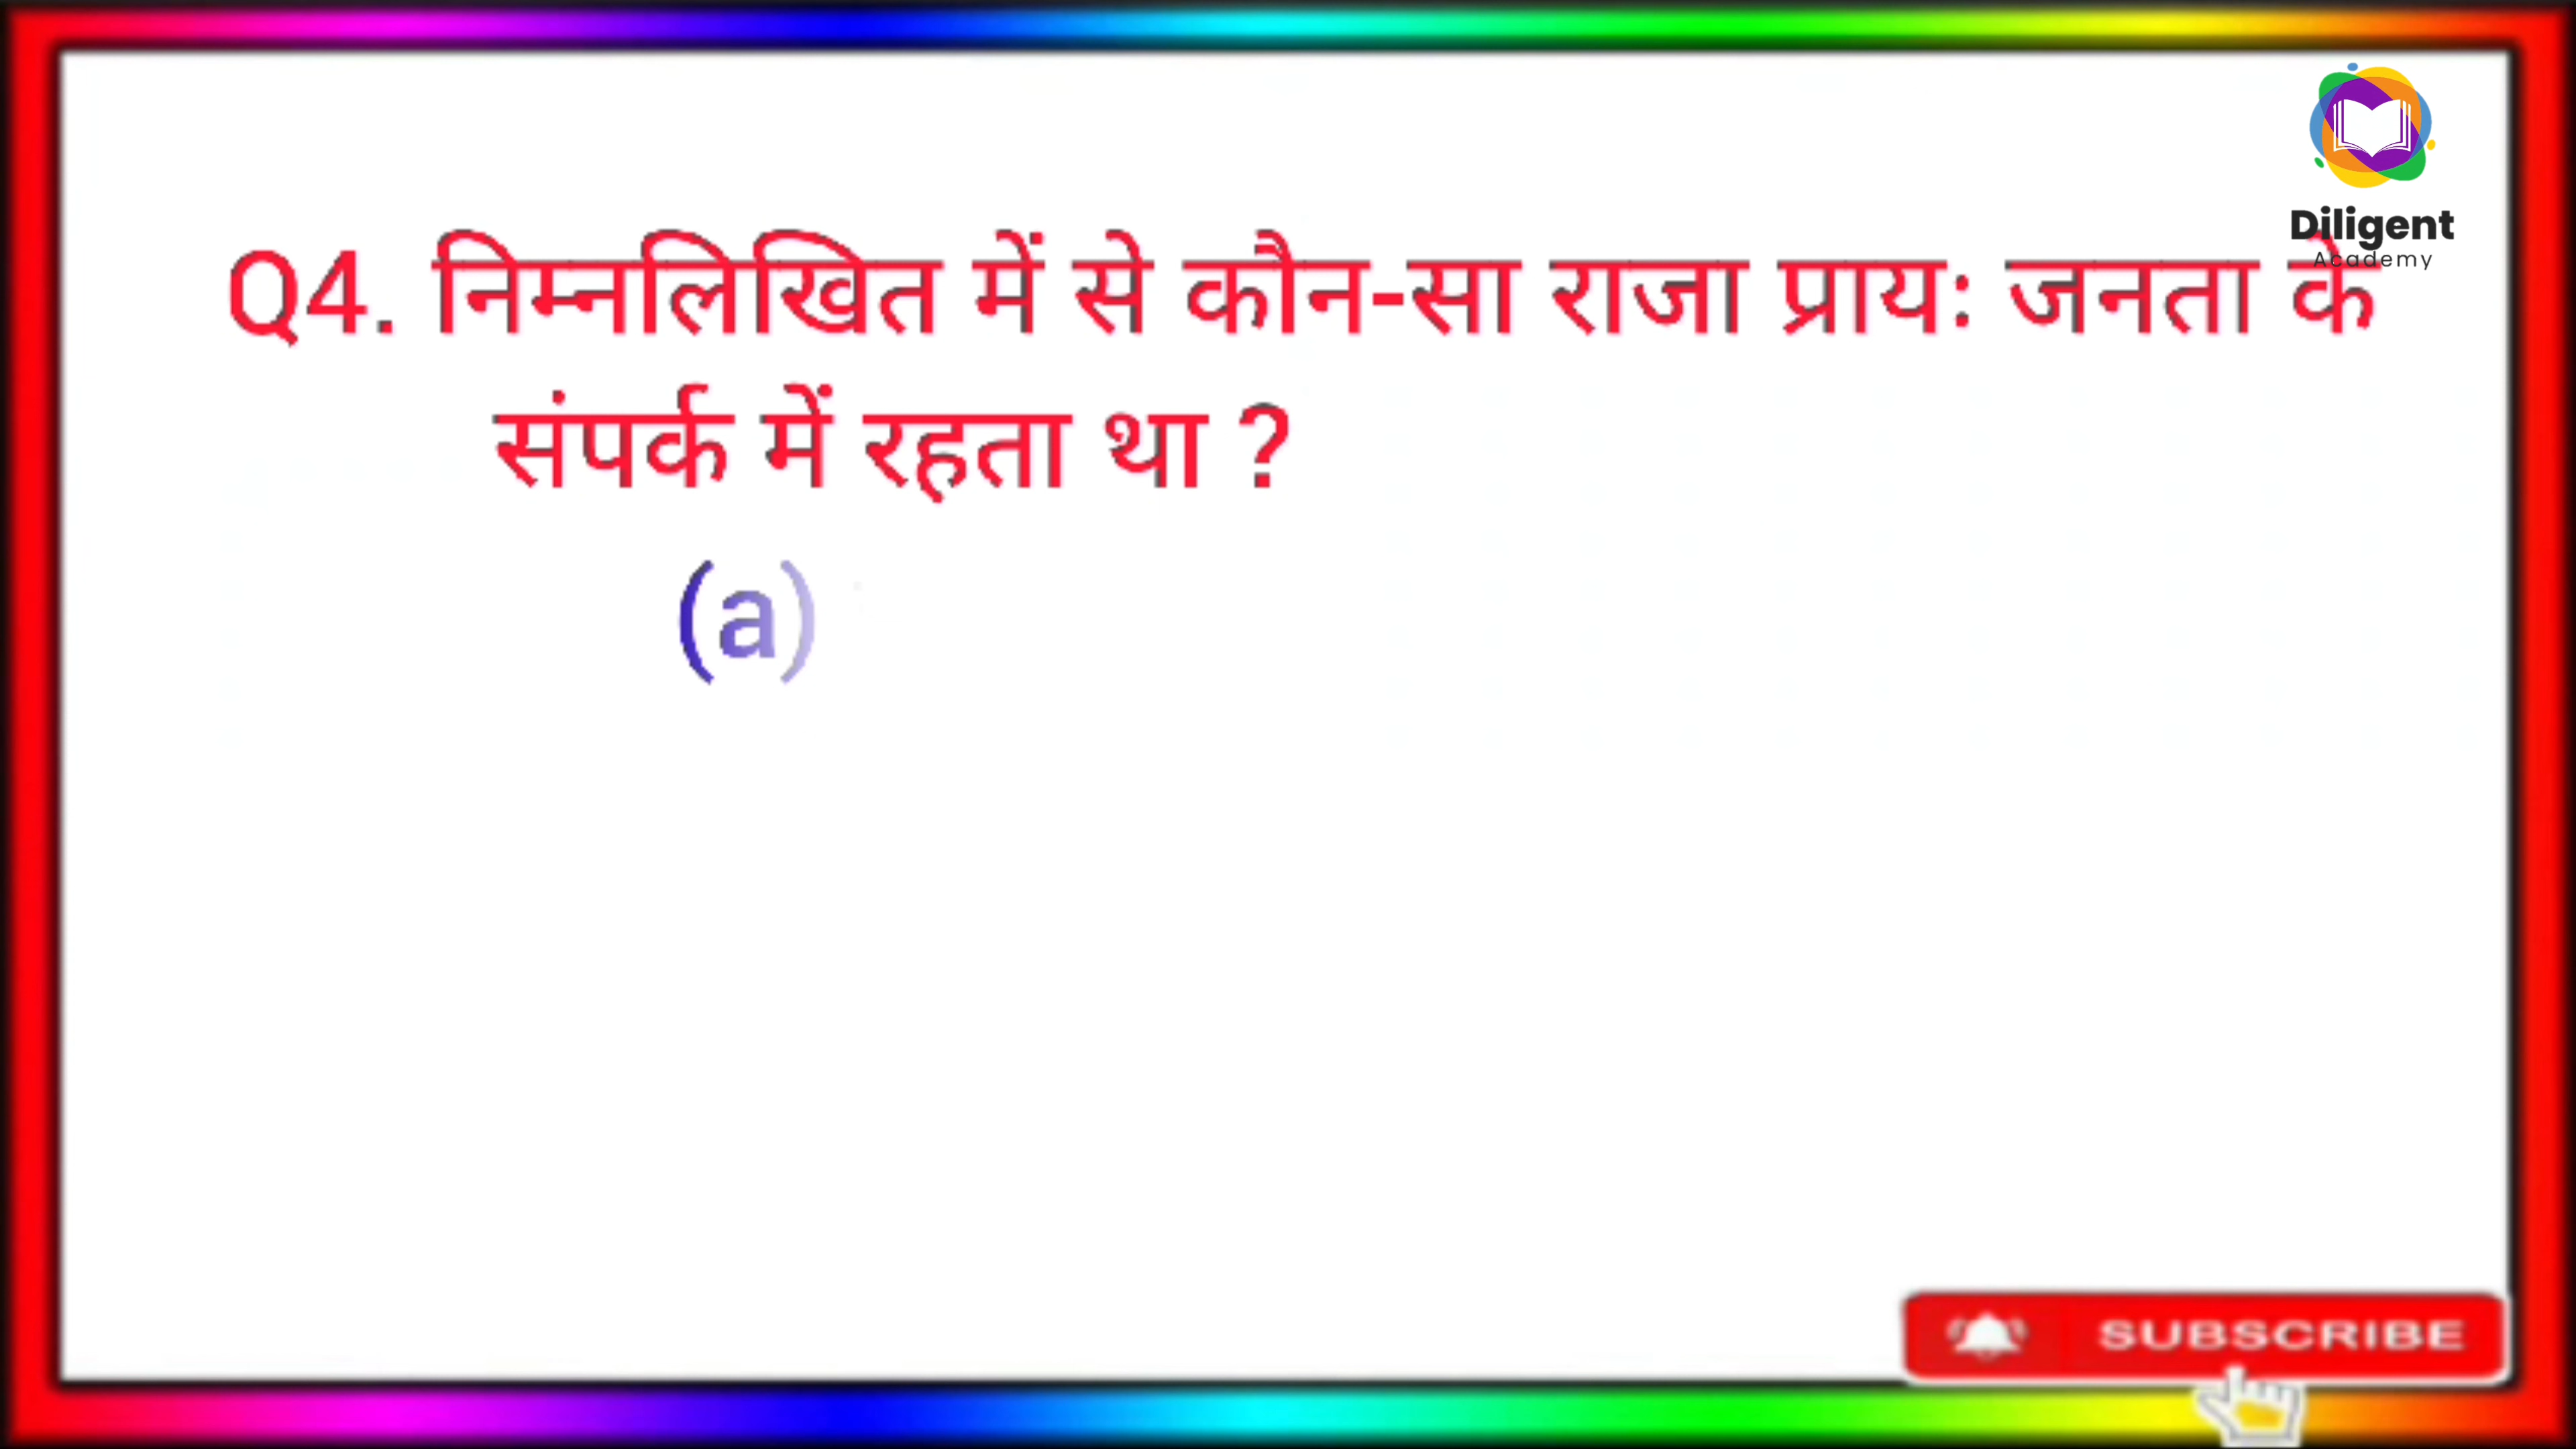 Diligent
Academy
Q4. निम्नलिखित में से कौन-सा राजा प्रायः जनता के
संपर्क में रहता था ?
(a)
SUBSCRIBE